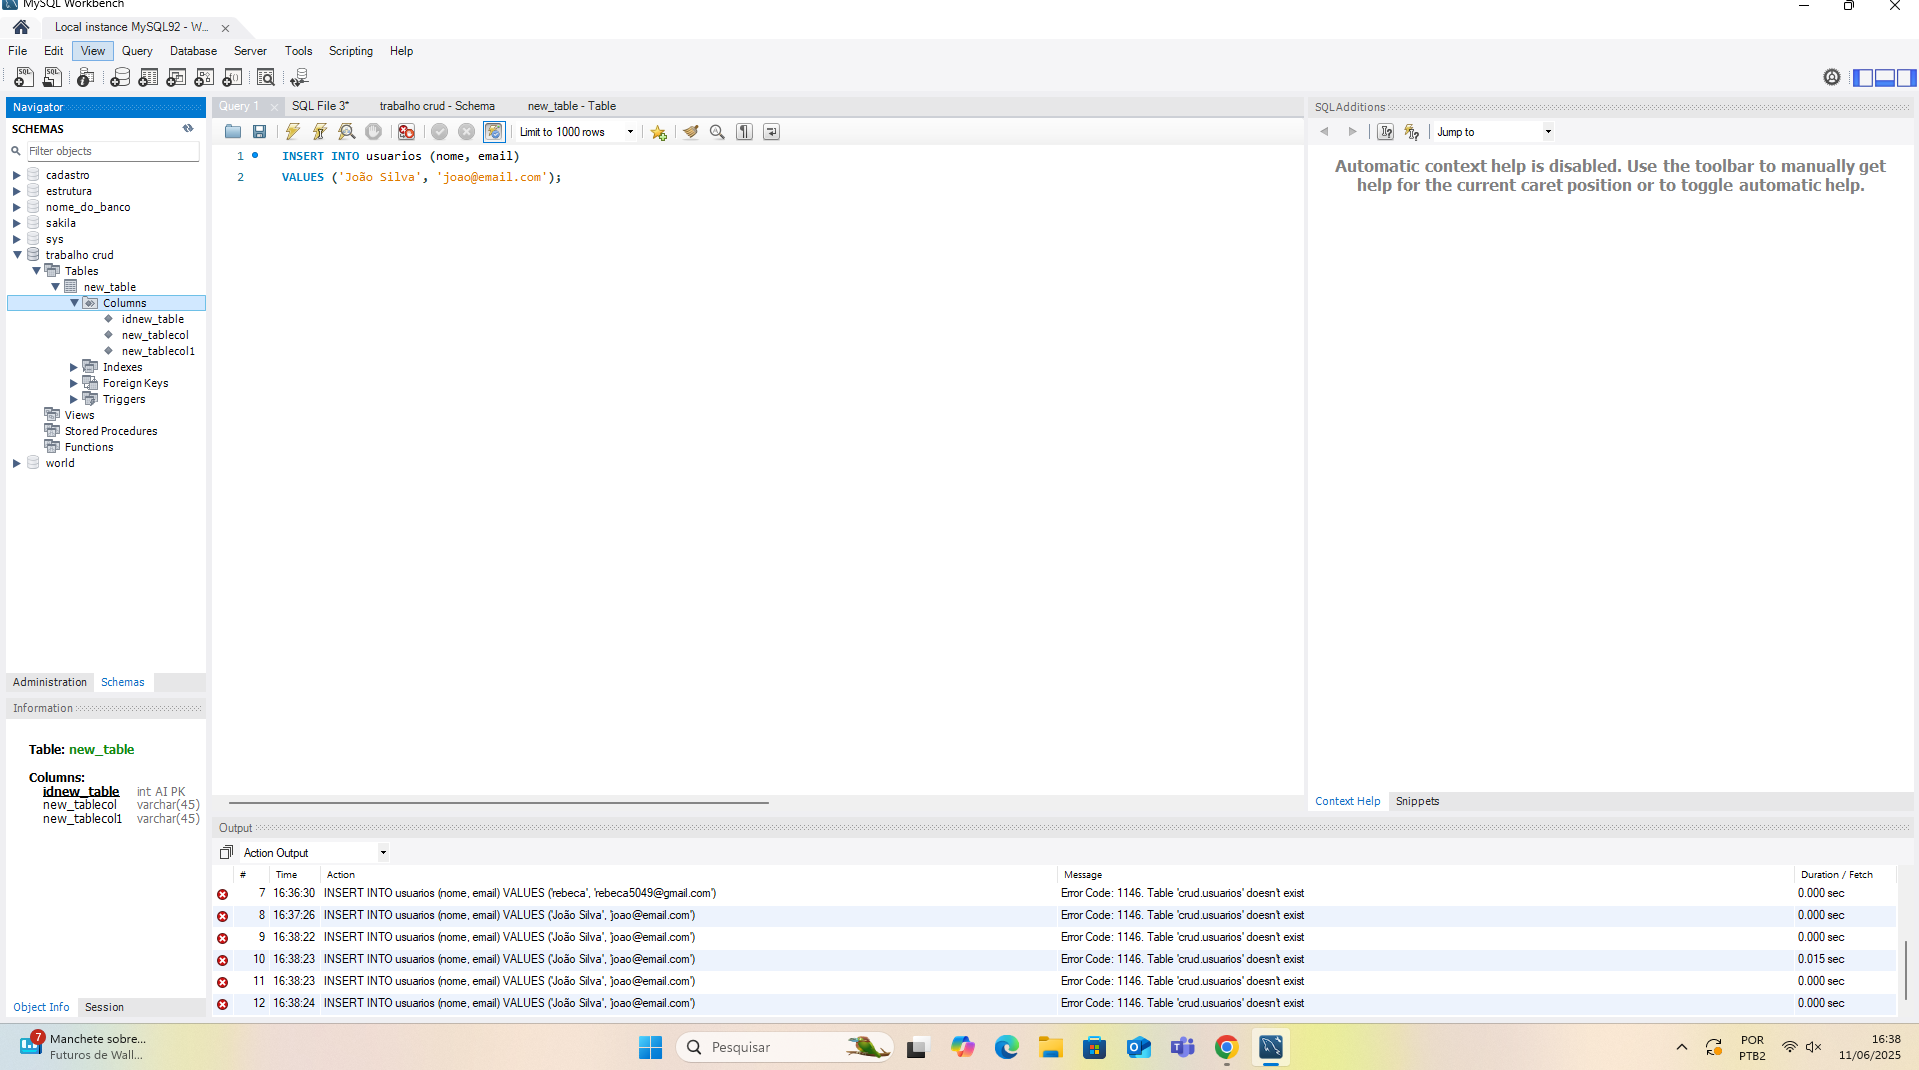 MySQL Workbench
Local instance MySQL92 - W...
File Edit View Query Database Server Tools Scripting Help
Navigator
SCHEMAS
Filter objects
cadastro
estrutura
nome_do_banco
sakila
sys
trabalho crud
Tables
new_table
Columns
idnew_table
new_tablecol
new_tablecol1
Indexes
Foreign Keys
Triggers
Views
Stored Procedures
Functions
world
Administration Schemas
Information
Table: new_table
Columns:
idnew_table int AI PK
new_tablecol varchar(45)
new_tablecol1 varchar(45)
Object Info Session
Query 1 SQL File 3* trabalho crud - Schema new_table - Table
Limit to 1000 rows
1 INSERT INTO usuarios (nome, email)
2 VALUES ('João Silva', 'joao@email.com');
SQLAdditions
Jump to
Automatic context help is disabled. Use the toolbar to manually get
help for the current caret position or to toggle automatic help.
Context Help Snippets
Output
Action Output
# Time Action Message Duration / Fetch
7 16:36:30 INSERT INTO usuarios (nome, email) VALUES ('rebeca', 'rebeca5049@gmail.com') Error Code: 1146. Table 'crud.usuarios' doesn't exist 0.000 sec
8 16:37:26 INSERT INTO usuarios (nome, email) VALUES ('João Silva', 'joao@email.com') Error Code: 1146. Table 'crud.usuarios' doesn't exist 0.000 sec
9 16:38:22 INSERT INTO usuarios (nome, email) VALUES ('João Silva', 'joao@email.com') Error Code: 1146. Table 'crud.usuarios' doesn't exist 0.000 sec
10 16:38:23 INSERT INTO usuarios (nome, email) VALUES ('João Silva', 'joao@email.com') Error Code: 1146. Table 'crud.usuarios' doesn't exist 0.015 sec
11 16:38:23 INSERT INTO usuarios (nome, email) VALUES ('João Silva', 'joao@email.com') Error Code: 1146. Table 'crud.usuarios' doesn't exist 0.000 sec
12 16:38:24 INSERT INTO usuarios (nome, email) VALUES ('João Silva', 'joao@email.com') Error Code: 1146. Table 'crud.usuarios' doesn't exist 0.000 sec
7
Manchete sobre...
Futuros de Wall...
Pesquisar
POR
PTB2
16:38
11/06/2025